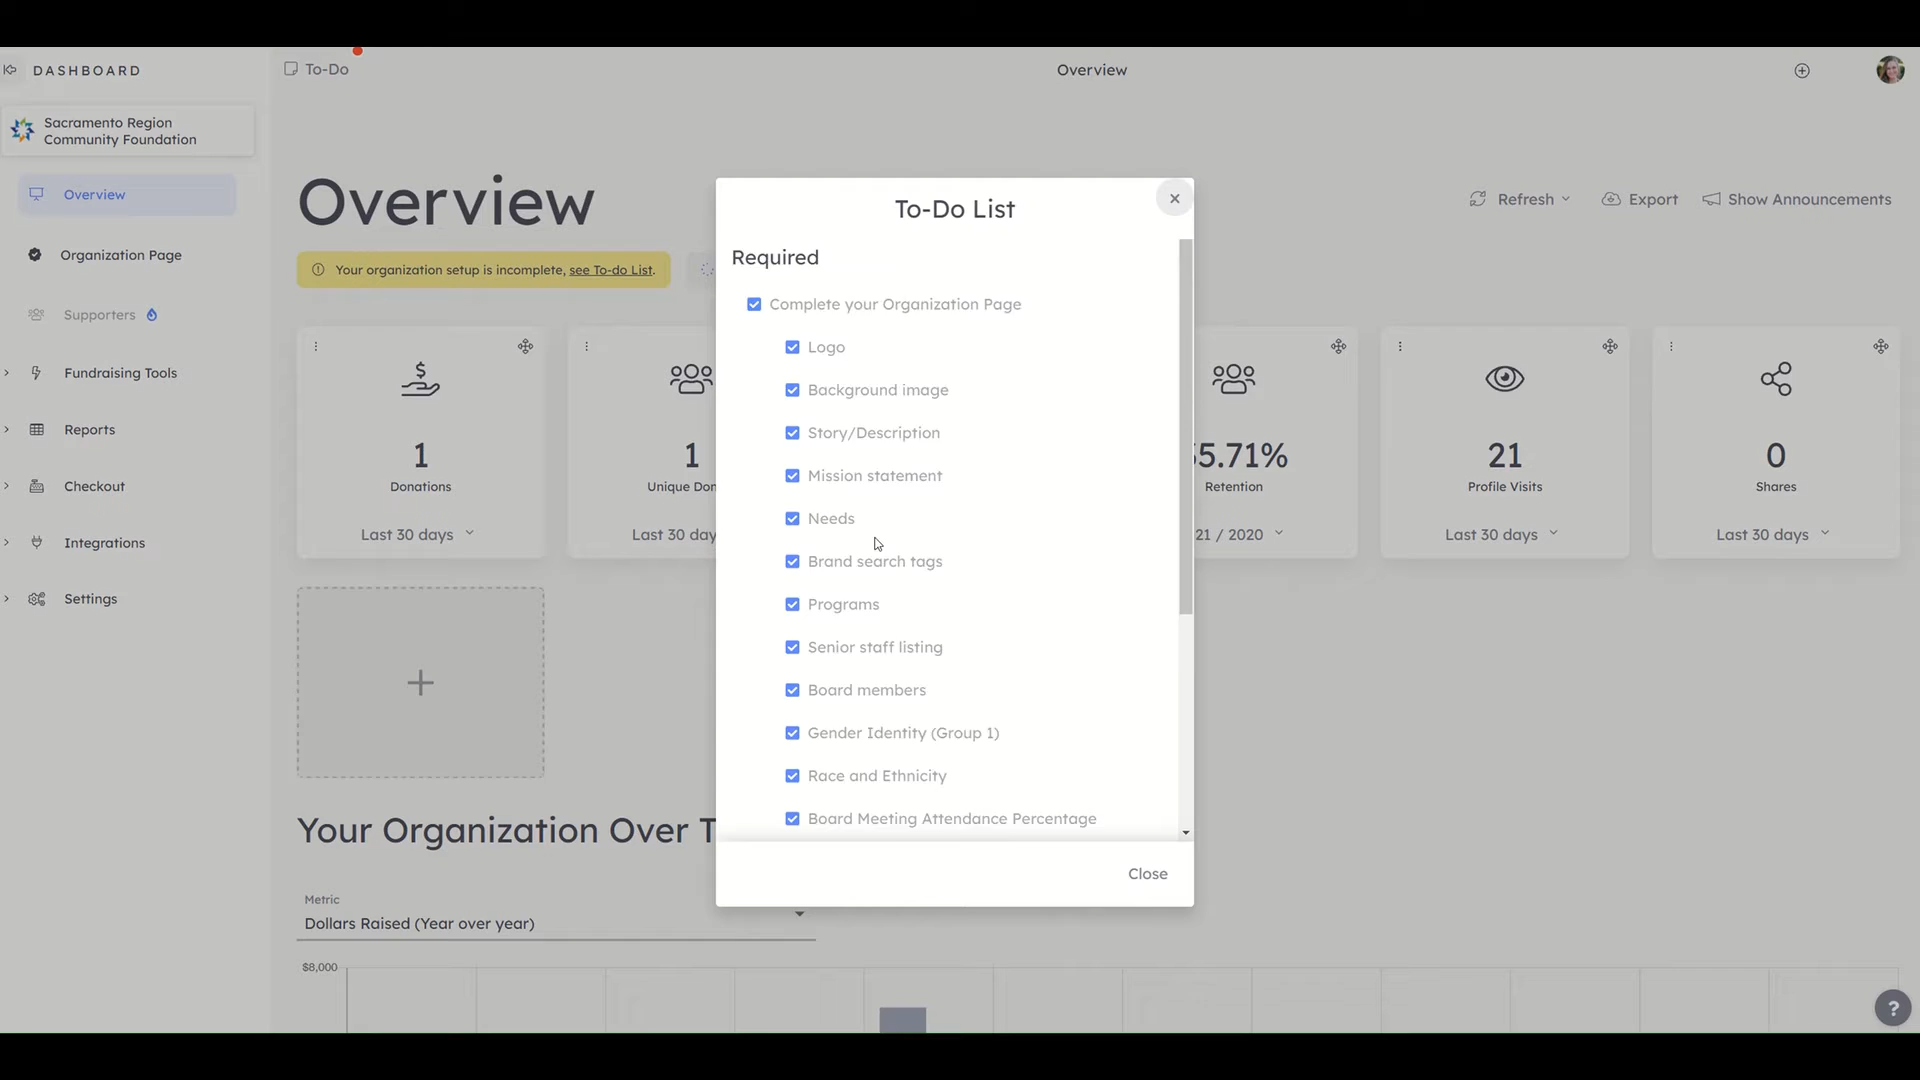 DASHBOARD
To-Do
Overview
Sacramento Region
Community Foundation
Overview
Organization Page
Supporters
Fundraising Tools
Reports
Checkout
Integrations
Settings
Overview
Refresh
Export
Show Announcements
Your organization setup is incomplete, see To-do List.
1
Donations
Last 30 days
1
Unique Don
Last 30 day
5.71%
Retention
21 / 2020
21
Profile Visits
Last 30 days
0
Shares
Last 30 days
+
Your Organization Over T
Metric
Dollars Raised (Year over year)
$8,000
To-Do List
×
Required
Complete your Organization Page
Logo
Background image
Story/Description
Mission statement
Needs
Brand search tags
Programs
Senior staff listing
Board members
Gender Identity (Group 1)
Race and Ethnicity
Board Meeting Attendance Percentage
Close
?